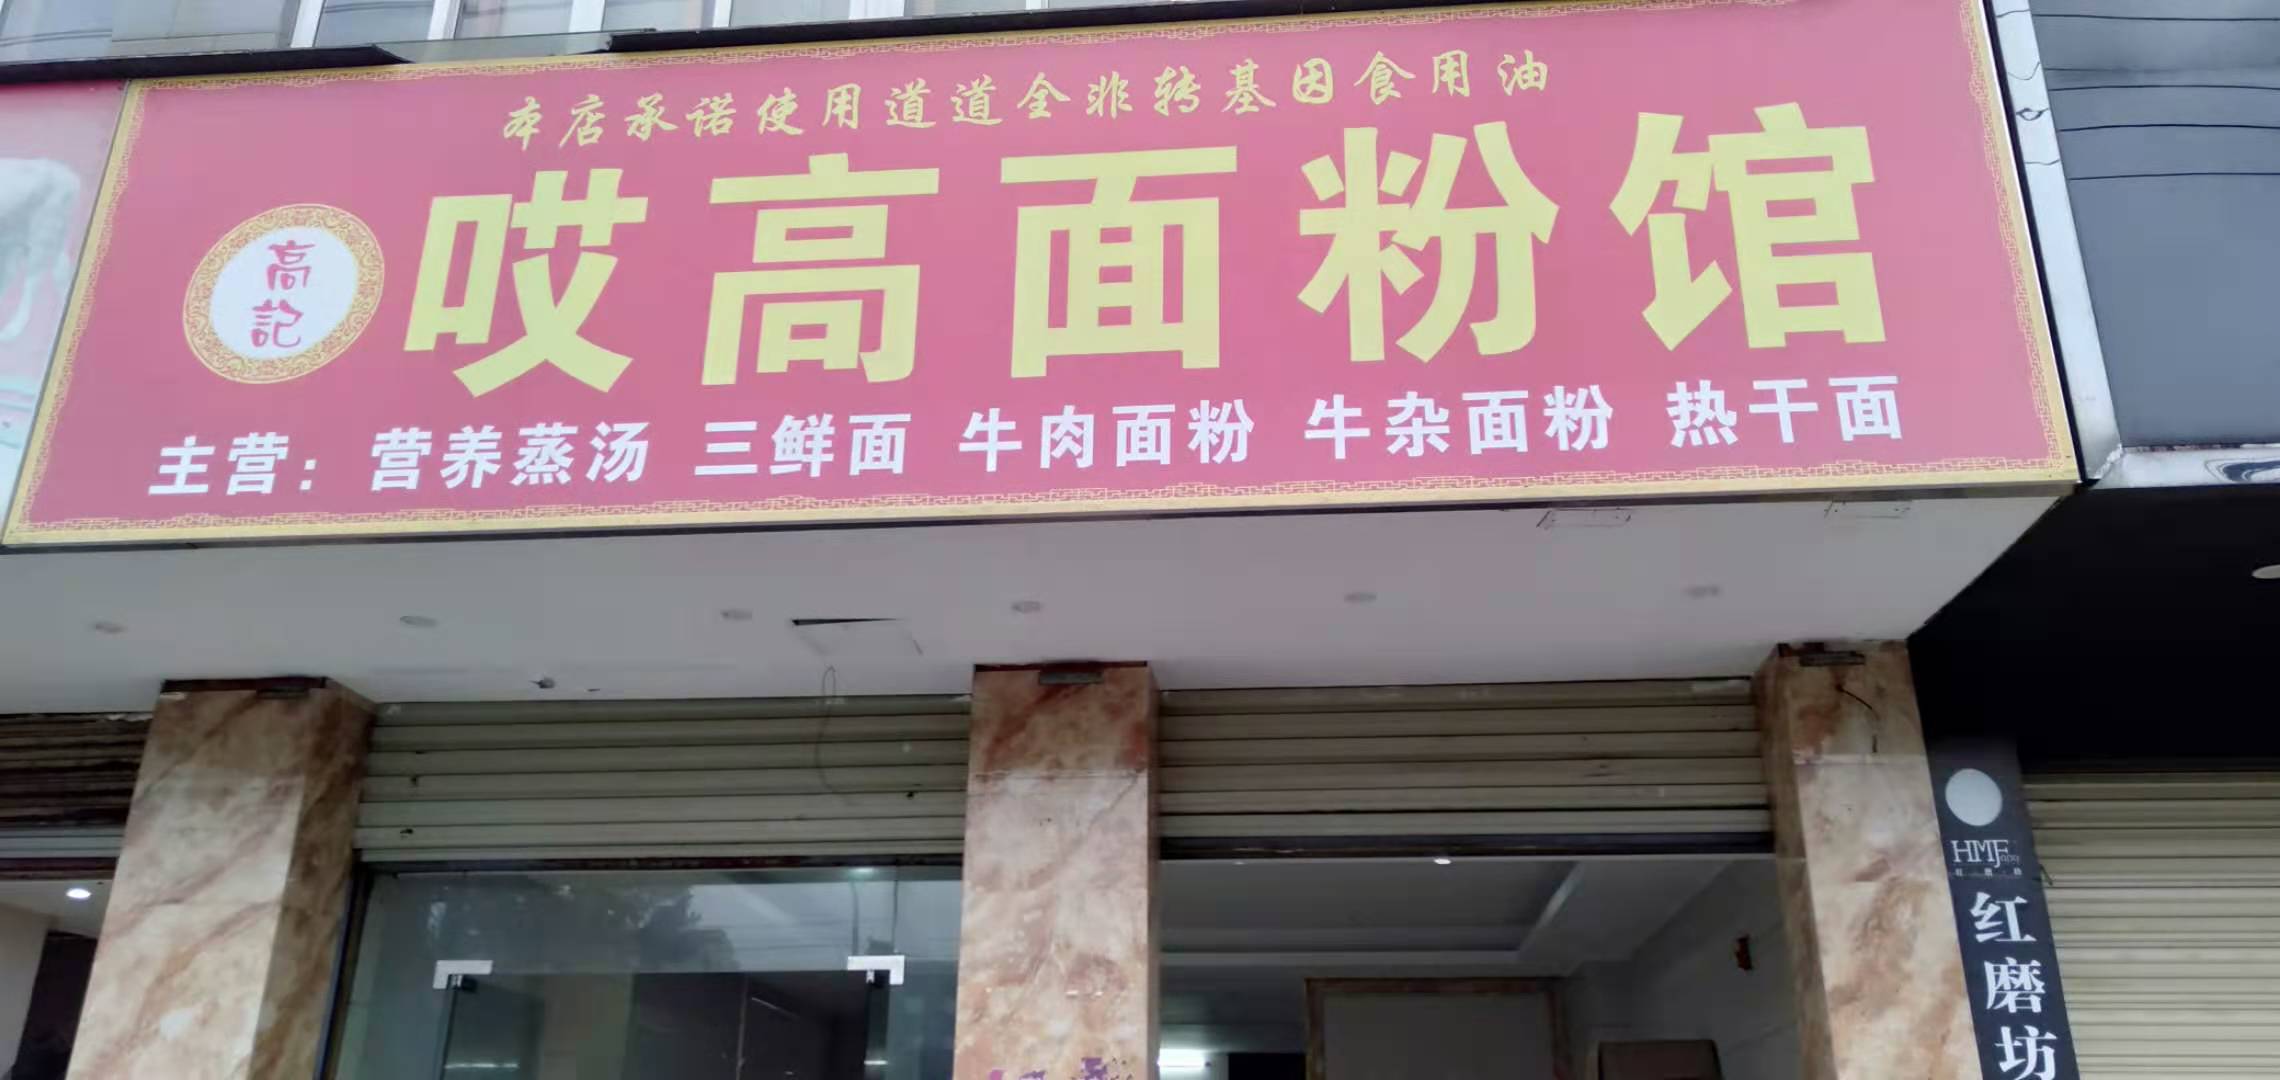 本店承诺使用道道全非转基因食用油
高記
哎高面粉馆
主营：营养蒸汤 三鲜面 牛肉面粉 牛杂面粉 热干面
HMF
红磨坊